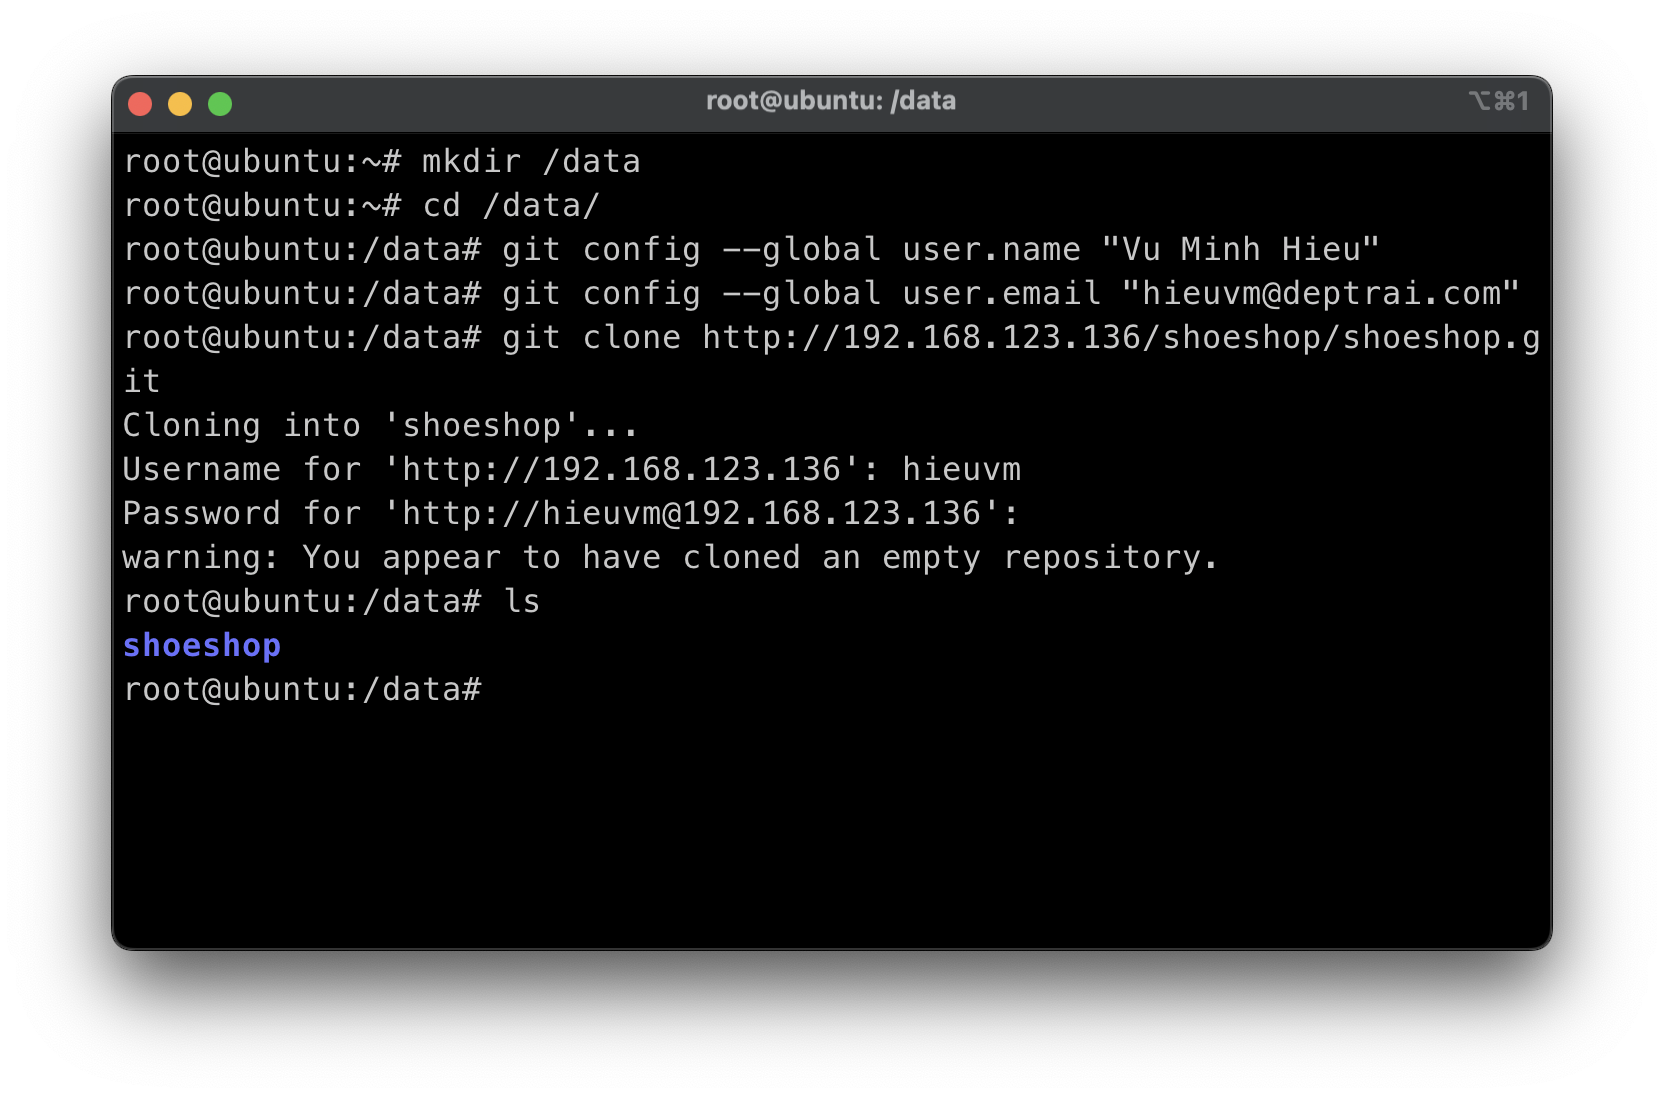 root@ubuntu: /data
⌥⌘1
root@ubuntu:~# mkdir /data
root@ubuntu:~# cd /data/
root@ubuntu:/data# git config --global user.name "Vu Minh Hieu"
root@ubuntu:/data# git config --global user.email "hieuvm@deptrai.com"
root@ubuntu:/data# git clone http://192.168.123.136/shoeshop/shoeshop.g
it
Cloning into 'shoeshop'...
Username for 'http://192.168.123.136': hieuvm
Password for 'http://hieuvm@192.168.123.136':
warning: You appear to have cloned an empty repository.
root@ubuntu:/data# ls
shoeshop
root@ubuntu:/data#